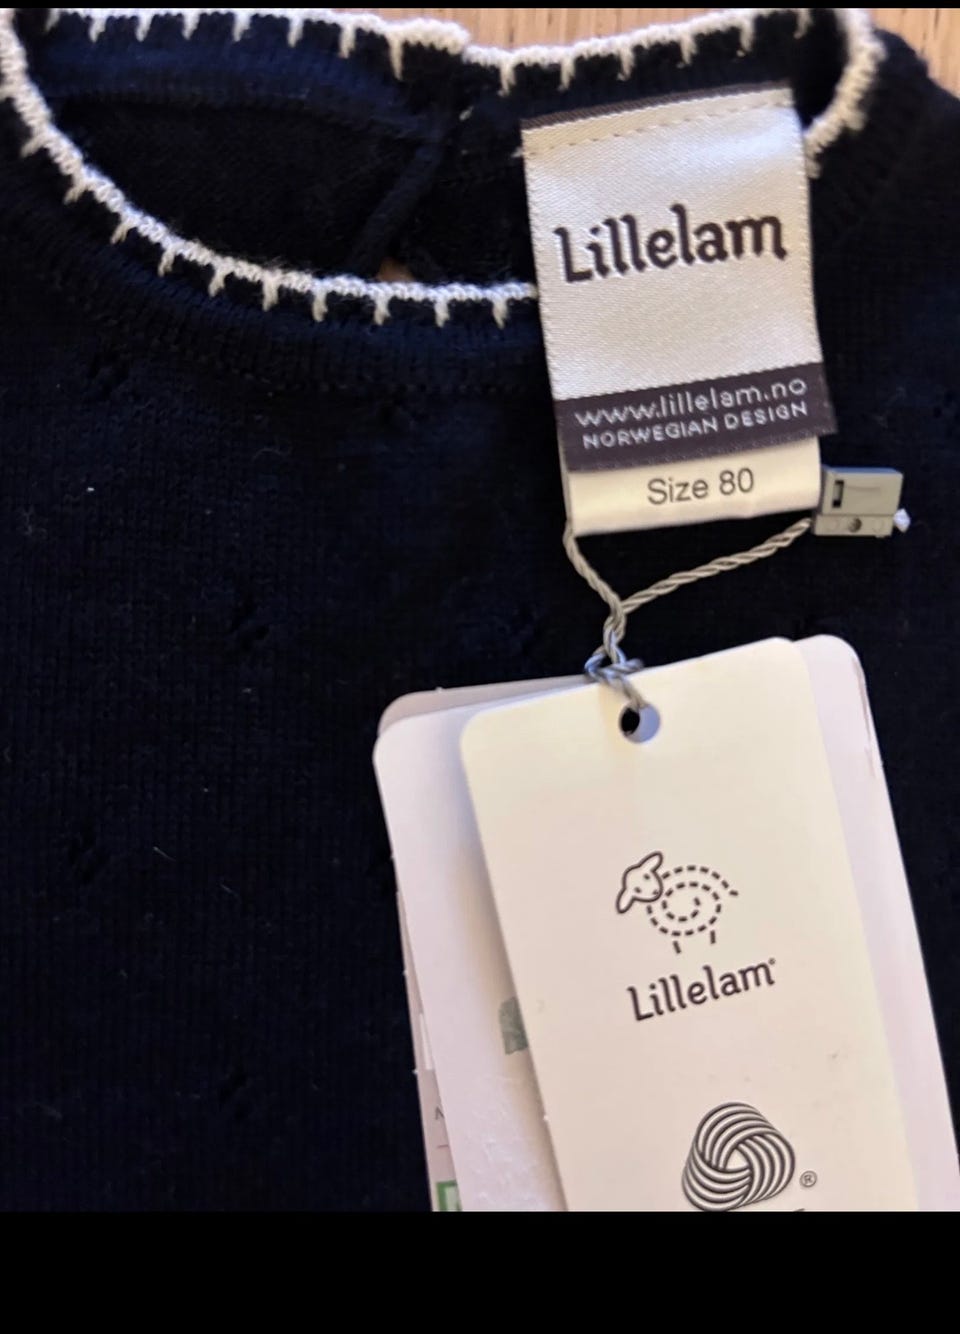 Lillelam
www.lillelam.no
NORWEGIAN DESIGN
Size 80
Lillelam®
®